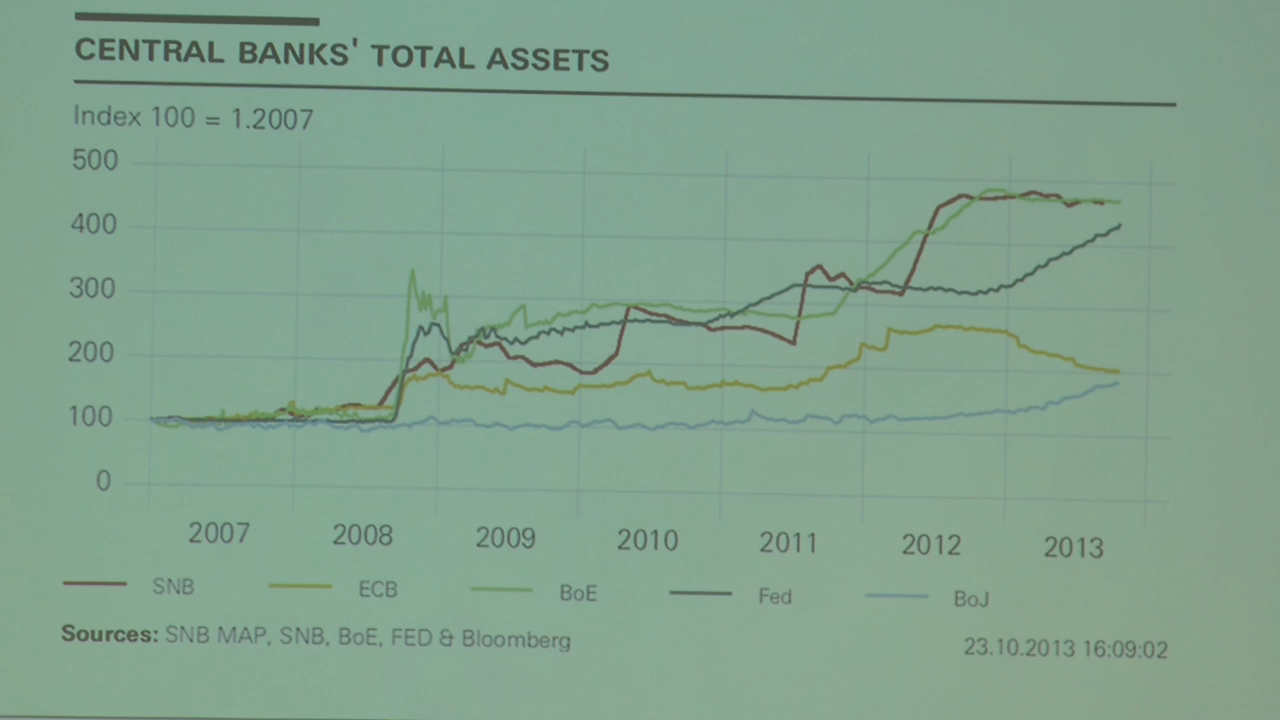 CENTRAL BANKS' TOTAL ASSETS
Index 100 = 1.2007
500
400
300
200
100
0
2007 2008 2009 2010 2011 2012 2013
SNB ECB BoE Fed BoJ
Sources: SNB MAP, SNB, BoE, FED & Bloomberg
23.10.2013 16:09:02